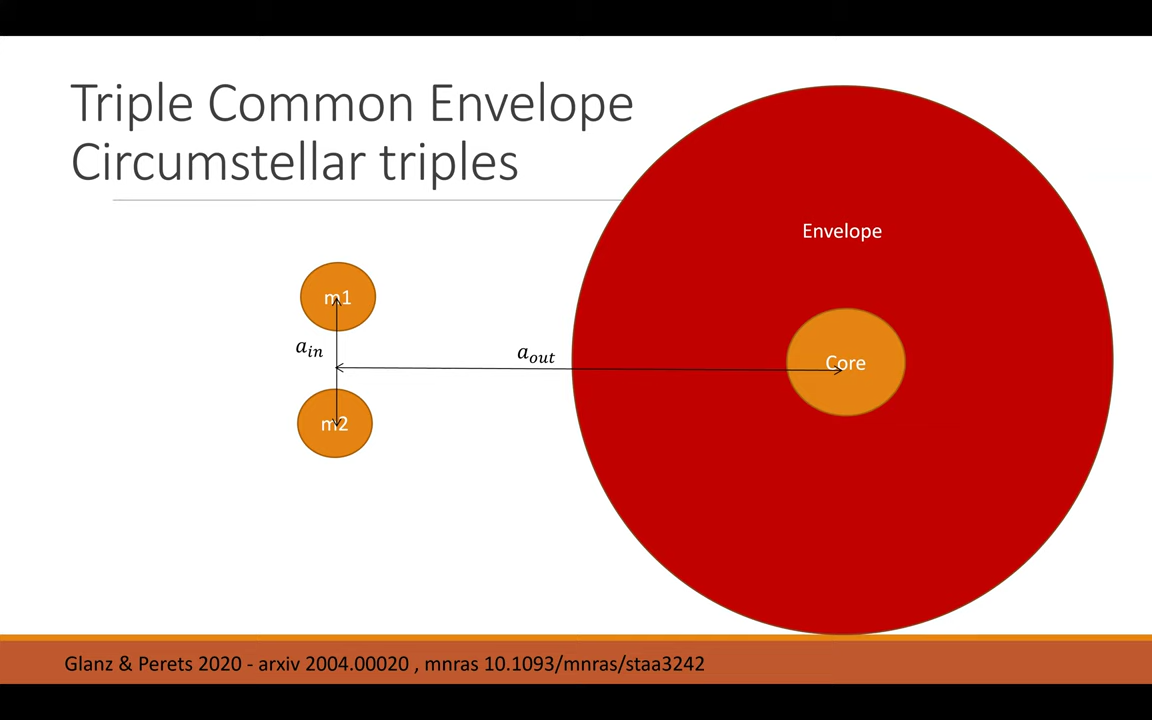 Triple Common Envelope
Circumstellar triples
Envelope
m1
a_in
a_out
Core
m2
Glanz & Perets 2020 - arxiv 2004.00020 , mnras 10.1093/mnras/staa3242